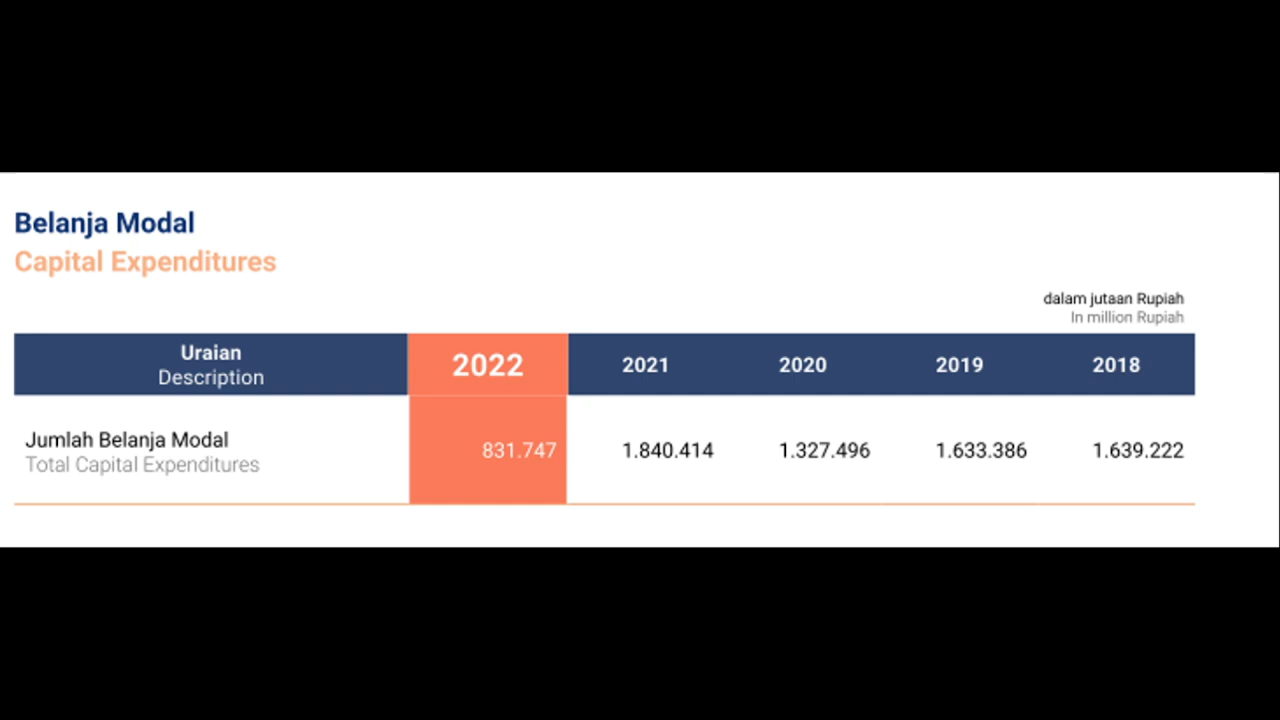 Belanja Modal
Capital Expenditures
dalam jutaan Rupiah
In million Rupiah
Uraian
Description
2022 2021 2020 2019 2018
Jumlah Belanja Modal
Total Capital Expenditures
831.747 1.840.414 1.327.496 1.633.386 1.639.222